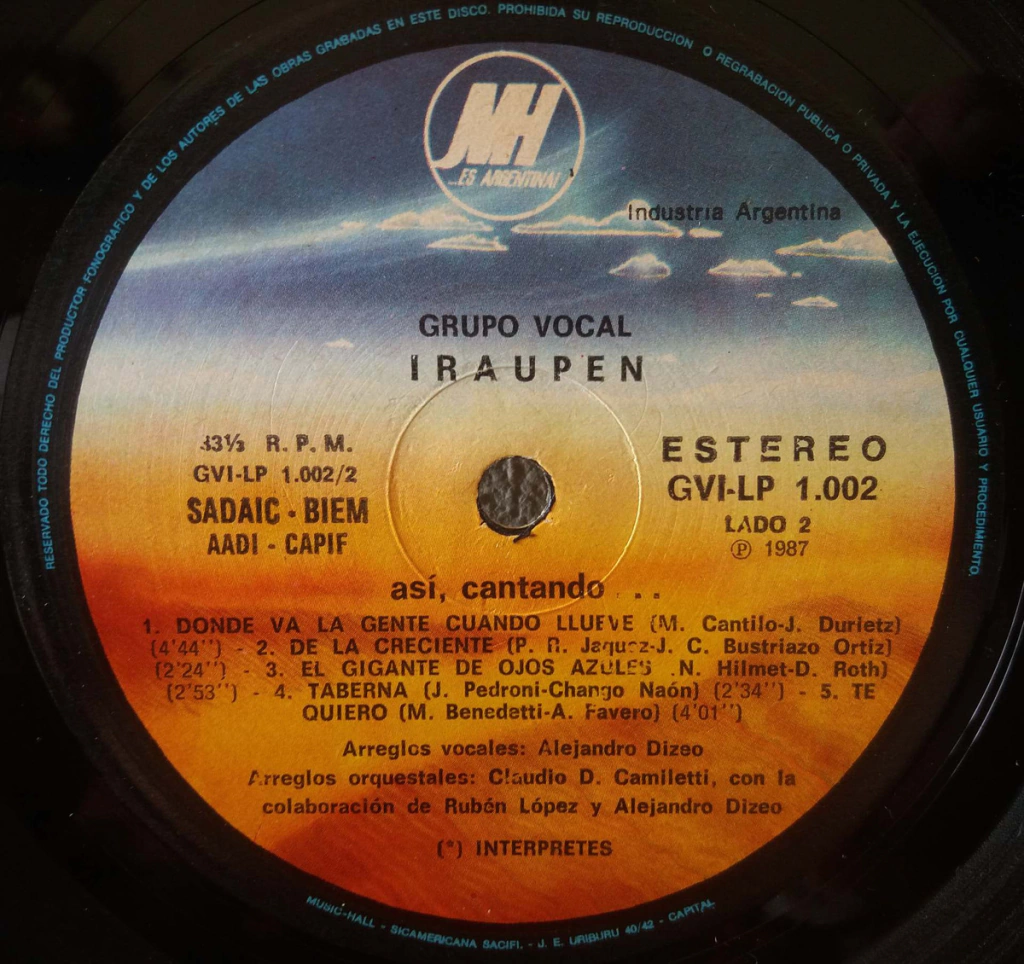 RESERVADO TODO DERECHO DEL PRODUCTOR FONOGRAFICO Y DE LOS AUTORES DE LAS OBRAS GRABADAS EN ESTE DISCO. PROHIBIDA SU REPRODUCCION O REGRABACION PUBLICA O PRIVADA Y LA EJECUCION POR CUALQUIER USUARIO Y PROCEDIMIENTO.
MH
...ES ARGENTINA!
Industria Argentina
GRUPO VOCAL
IRAUPEN
33⅓ R. P. M.
GVI-LP 1.002/2
SADAIC - BIEM
AADI - CAPIF
ESTEREO
GVI-LP 1.002
LADO 2
℗ 1987
así, cantando . . .
1. DONDE VA LA GENTE CUANDO LLUEVE (M. Cantilo-J. Durietz)
(4'44'') - 2. DE LA CRECIENTE (P. R. Jaquez-J. C. Bustriazo Ortiz)
(2'24'') - 3. EL GIGANTE DE OJOS AZULES (N. Hilmet-D. Roth)
(2'53'') - 4. TABERNA (J. Pedroni-Chango Naón) (2'34'') - 5. TE
QUIERO (M. Benedetti-A. Favero) (4'01'')
Arreglos vocales: Alejandro Dizeo
Arreglos orquestales: Claudio D. Camiletti, con la
colaboración de Rubén López y Alejandro Dizeo
(*) INTERPRETES
MUSIC-HALL - SICAMERICANA SACIFI. - J. E. URIBURU 40/42 - CAPITAL